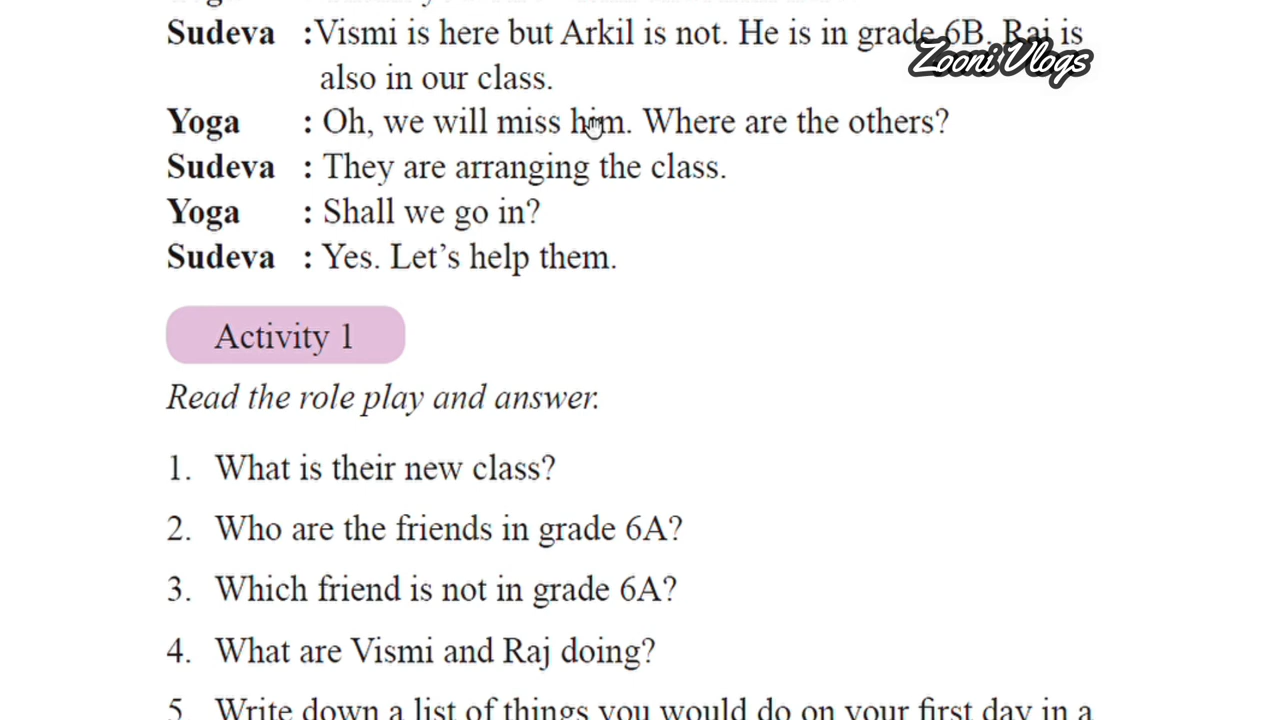 Sudeva :Vismi is here but Arkil is not. He is in grade 6B. Raj is
Zooni Vlogs
also in our class.
Yoga : Oh, we will miss him. Where are the others?
Sudeva : They are arranging the class.
Yoga : Shall we go in?
Sudeva : Yes. Let's help them.
Activity 1
Read the role play and answer.
1. What is their new class?
2. Who are the friends in grade 6A?
3. Which friend is not in grade 6A?
4. What are Vismi and Raj doing?
5 Write down a list of things you would do on your first day in a